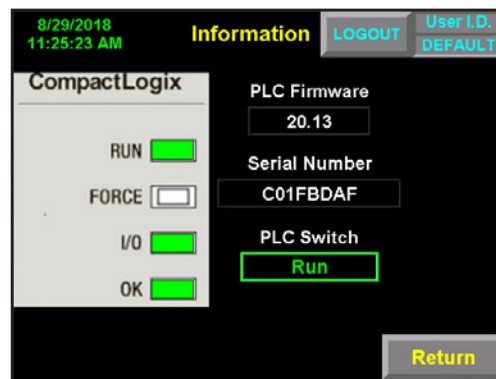 8/29/2018
11:25:23 AM
Information
LOGOUT
User I.D.
DEFAULT
CompactLogix
RUN
FORCE
I/O
OK
PLC Firmware
20.13
Serial Number
C01FBDAF
PLC Switch
Run
Return